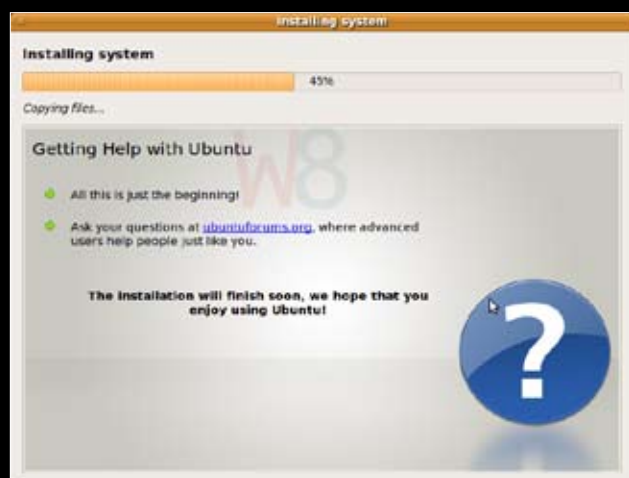 Installing system
Installing system
45%
Copying files...
W8
Getting Help with Ubuntu
All this is just the beginning!
Ask your questions at ubuntuforums.org, where advanced
users help people just like you.
The installation will finish soon, we hope that you
enjoy using Ubuntu!
?